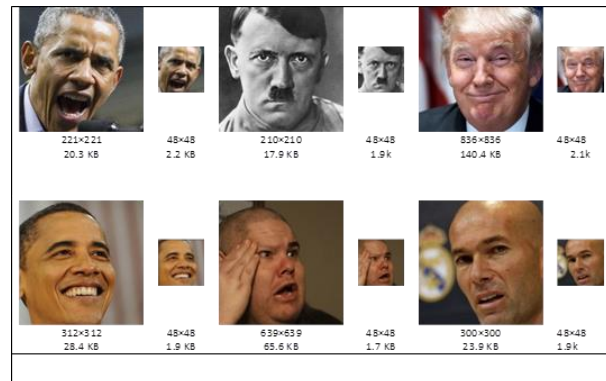 221×221 48×48 210×210 48×48 836×836 48×48
20.3 KB 2.2 KB 17.9 KB 1.9k 140.4 KB 2.1k
312×312 48×48 639×639 48×48 300×300 48×48
28.4 KB 1.9 KB 65.6 KB 1.7 KB 23.9 KB 1.9k